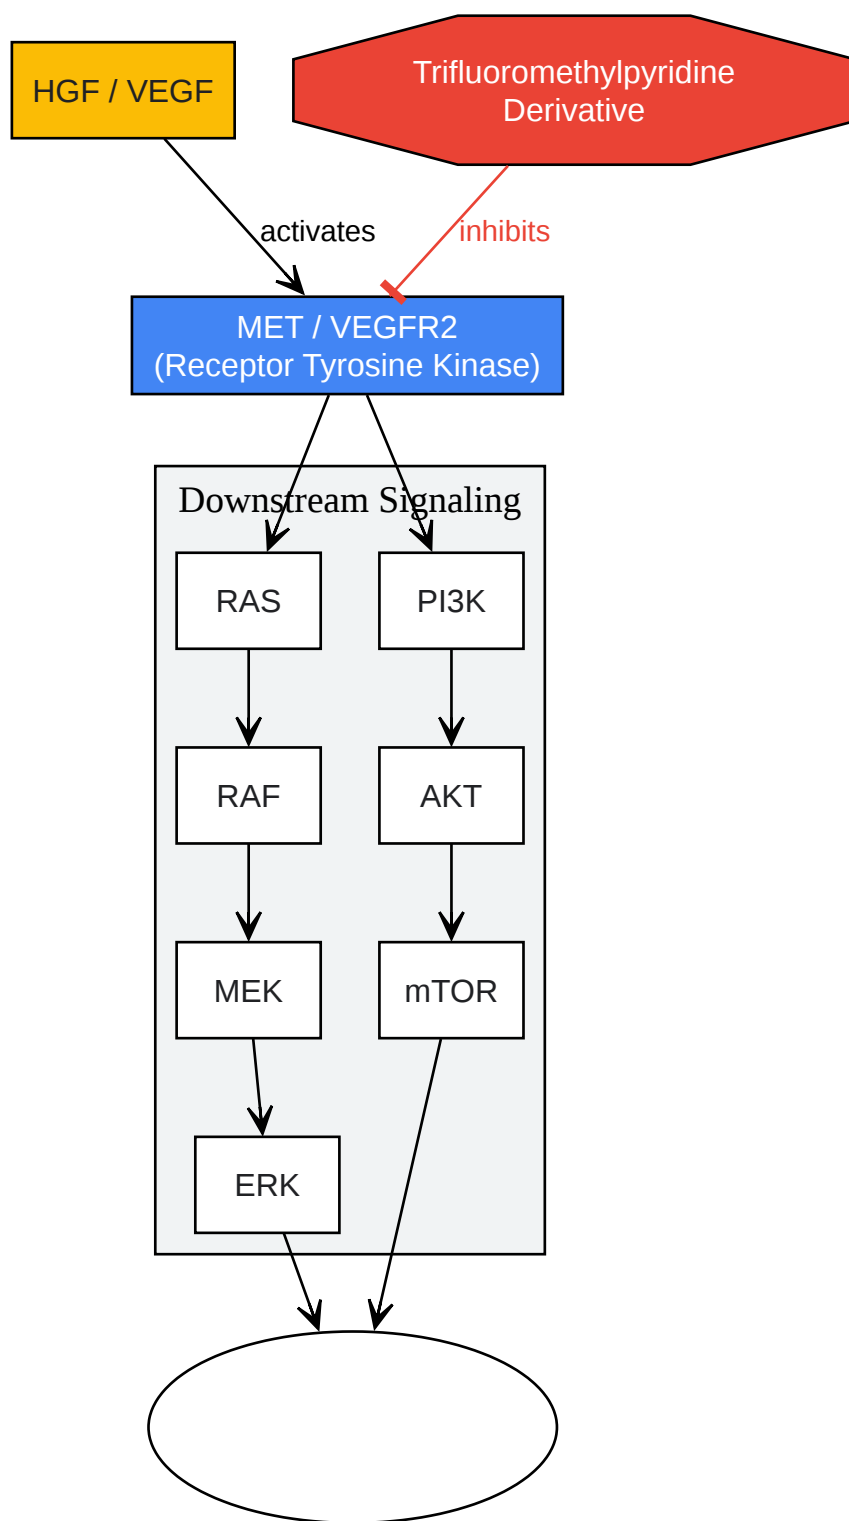 HGF / VEGF
Trifluoromethylpyridine
Derivative
activates
inhibits
MET / VEGFR2
(Receptor Tyrosine Kinase)
Downstream Signaling
RAS
PI3K
RAF
AKT
MEK
mTOR
ERK